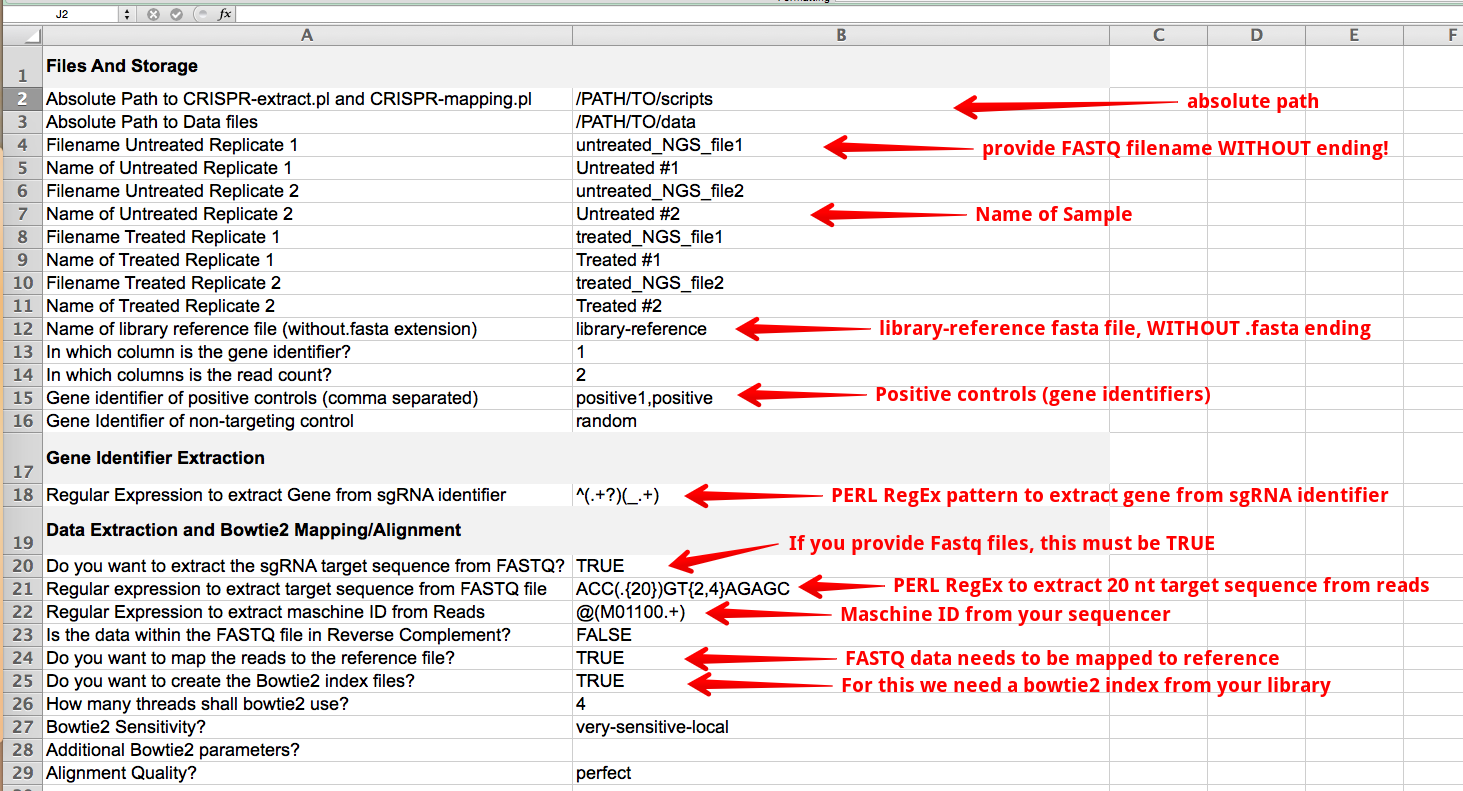 J2 fx
A B C D E F
1 Files And Storage
2 Absolute Path to CRISPR-extract.pl and CRISPR-mapping.pl /PATH/TO/scripts absolute path
3 Absolute Path to Data files /PATH/TO/data
4 Filename Untreated Replicate 1 untreated_NGS_file1 provide FASTQ filename WITHOUT ending!
5 Name of Untreated Replicate 1 Untreated #1
6 Filename Untreated Replicate 2 untreated_NGS_file2
7 Name of Untreated Replicate 2 Untreated #2 Name of Sample
8 Filename Treated Replicate 1 treated_NGS_file1
9 Name of Treated Replicate 1 Treated #1
10 Filename Treated Replicate 2 treated_NGS_file2
11 Name of Treated Replicate 2 Treated #2
12 Name of library reference file (without.fasta extension) library-reference library-reference fasta file, WITHOUT .fasta ending
13 In which column is the gene identifier? 1
14 In which columns is the read count? 2
15 Gene identifier of positive controls (comma separated) positive1,positive Positive controls (gene identifiers)
16 Gene Identifier of non-targeting control random
17 Gene Identifier Extraction
18 Regular Expression to extract Gene from sgRNA identifier ^(.+?)(_.+) PERL RegEx pattern to extract gene from sgRNA identifier
19 Data Extraction and Bowtie2 Mapping/Alignment
If you provide Fastq files, this must be TRUE
20 Do you want to extract the sgRNA target sequence from FASTQ? TRUE
21 Regular expression to extract target sequence from FASTQ file ACC(.{20})GT{2,4}AGAGC PERL RegEx to extract 20 nt target sequence from reads
22 Regular Expression to extract maschine ID from Reads @(M01100.+) Maschine ID from your sequencer
23 Is the data within the FASTQ file in Reverse Complement? FALSE
24 Do you want to map the reads to the reference file? TRUE FASTQ data needs to be mapped to reference
25 Do you want to create the Bowtie2 index files? TRUE For this we need a bowtie2 index from your library
26 How many threads shall bowtie2 use? 4
27 Bowtie2 Sensitivity? very-sensitive-local
28 Additional Bowtie2 parameters?
29 Alignment Quality? perfect